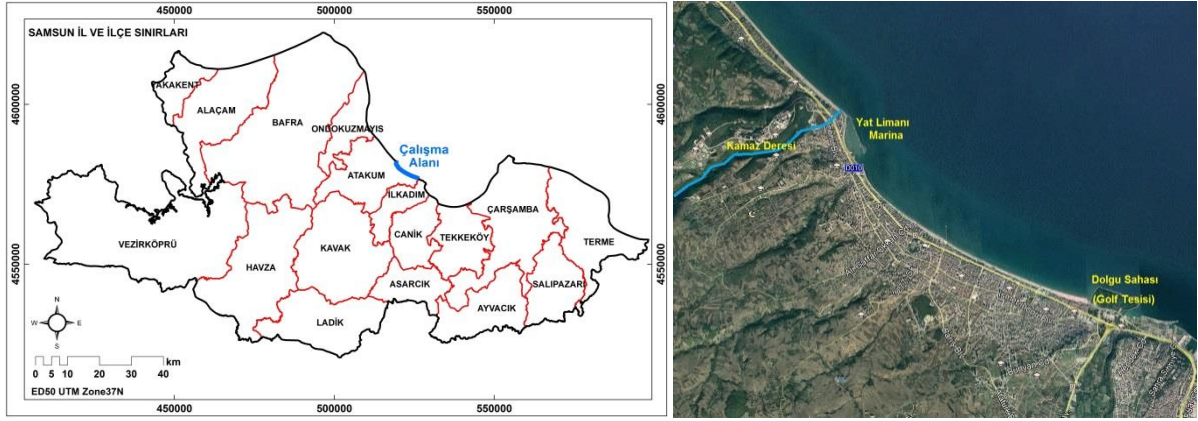 450000 500000 550000
SAMSUN İL VE İLÇE SINIRLARI
YAKAKENT
ALAÇAM
BAFRA
ONDOKUZMAYIS
Çalışma
Alanı
ATAKUM
İLKADIM
ÇARŞAMBA
VEZİRKÖPRÜ
HAVZA
KAVAK
CANİK
TEKKEKÖY
TERME
ASARCIK
SALIPAZARI
AYVACIK
LADİK
4600000
4550000
4600000
4550000
N
W E
S
km
0 5 10 20 30 40
ED50 UTM Zone37N
450000 500000 550000
Yat Limanı
Marina
Kamaz Deresi
D010
Dolgu Sahası
(Golf Tesisi)